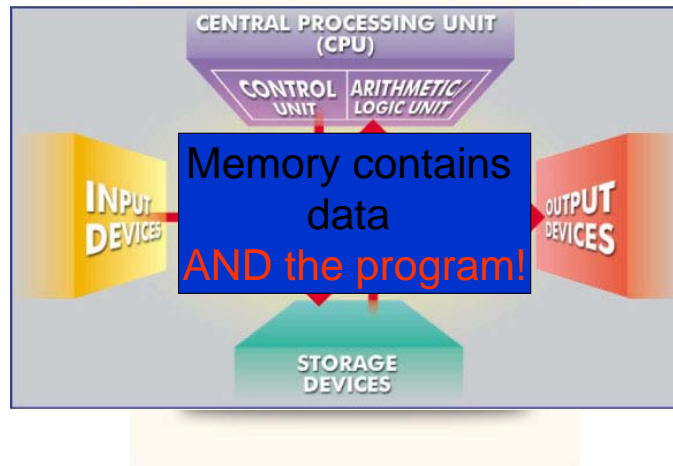 CENTRAL PROCESSING UNIT
(CPU)
CONTROL
UNIT
ARITHMETIC/
LOGIC UNIT
INPUT
DEVICES
Memory contains
data
AND the program!
OUTPUT
DEVICES
STORAGE
DEVICES